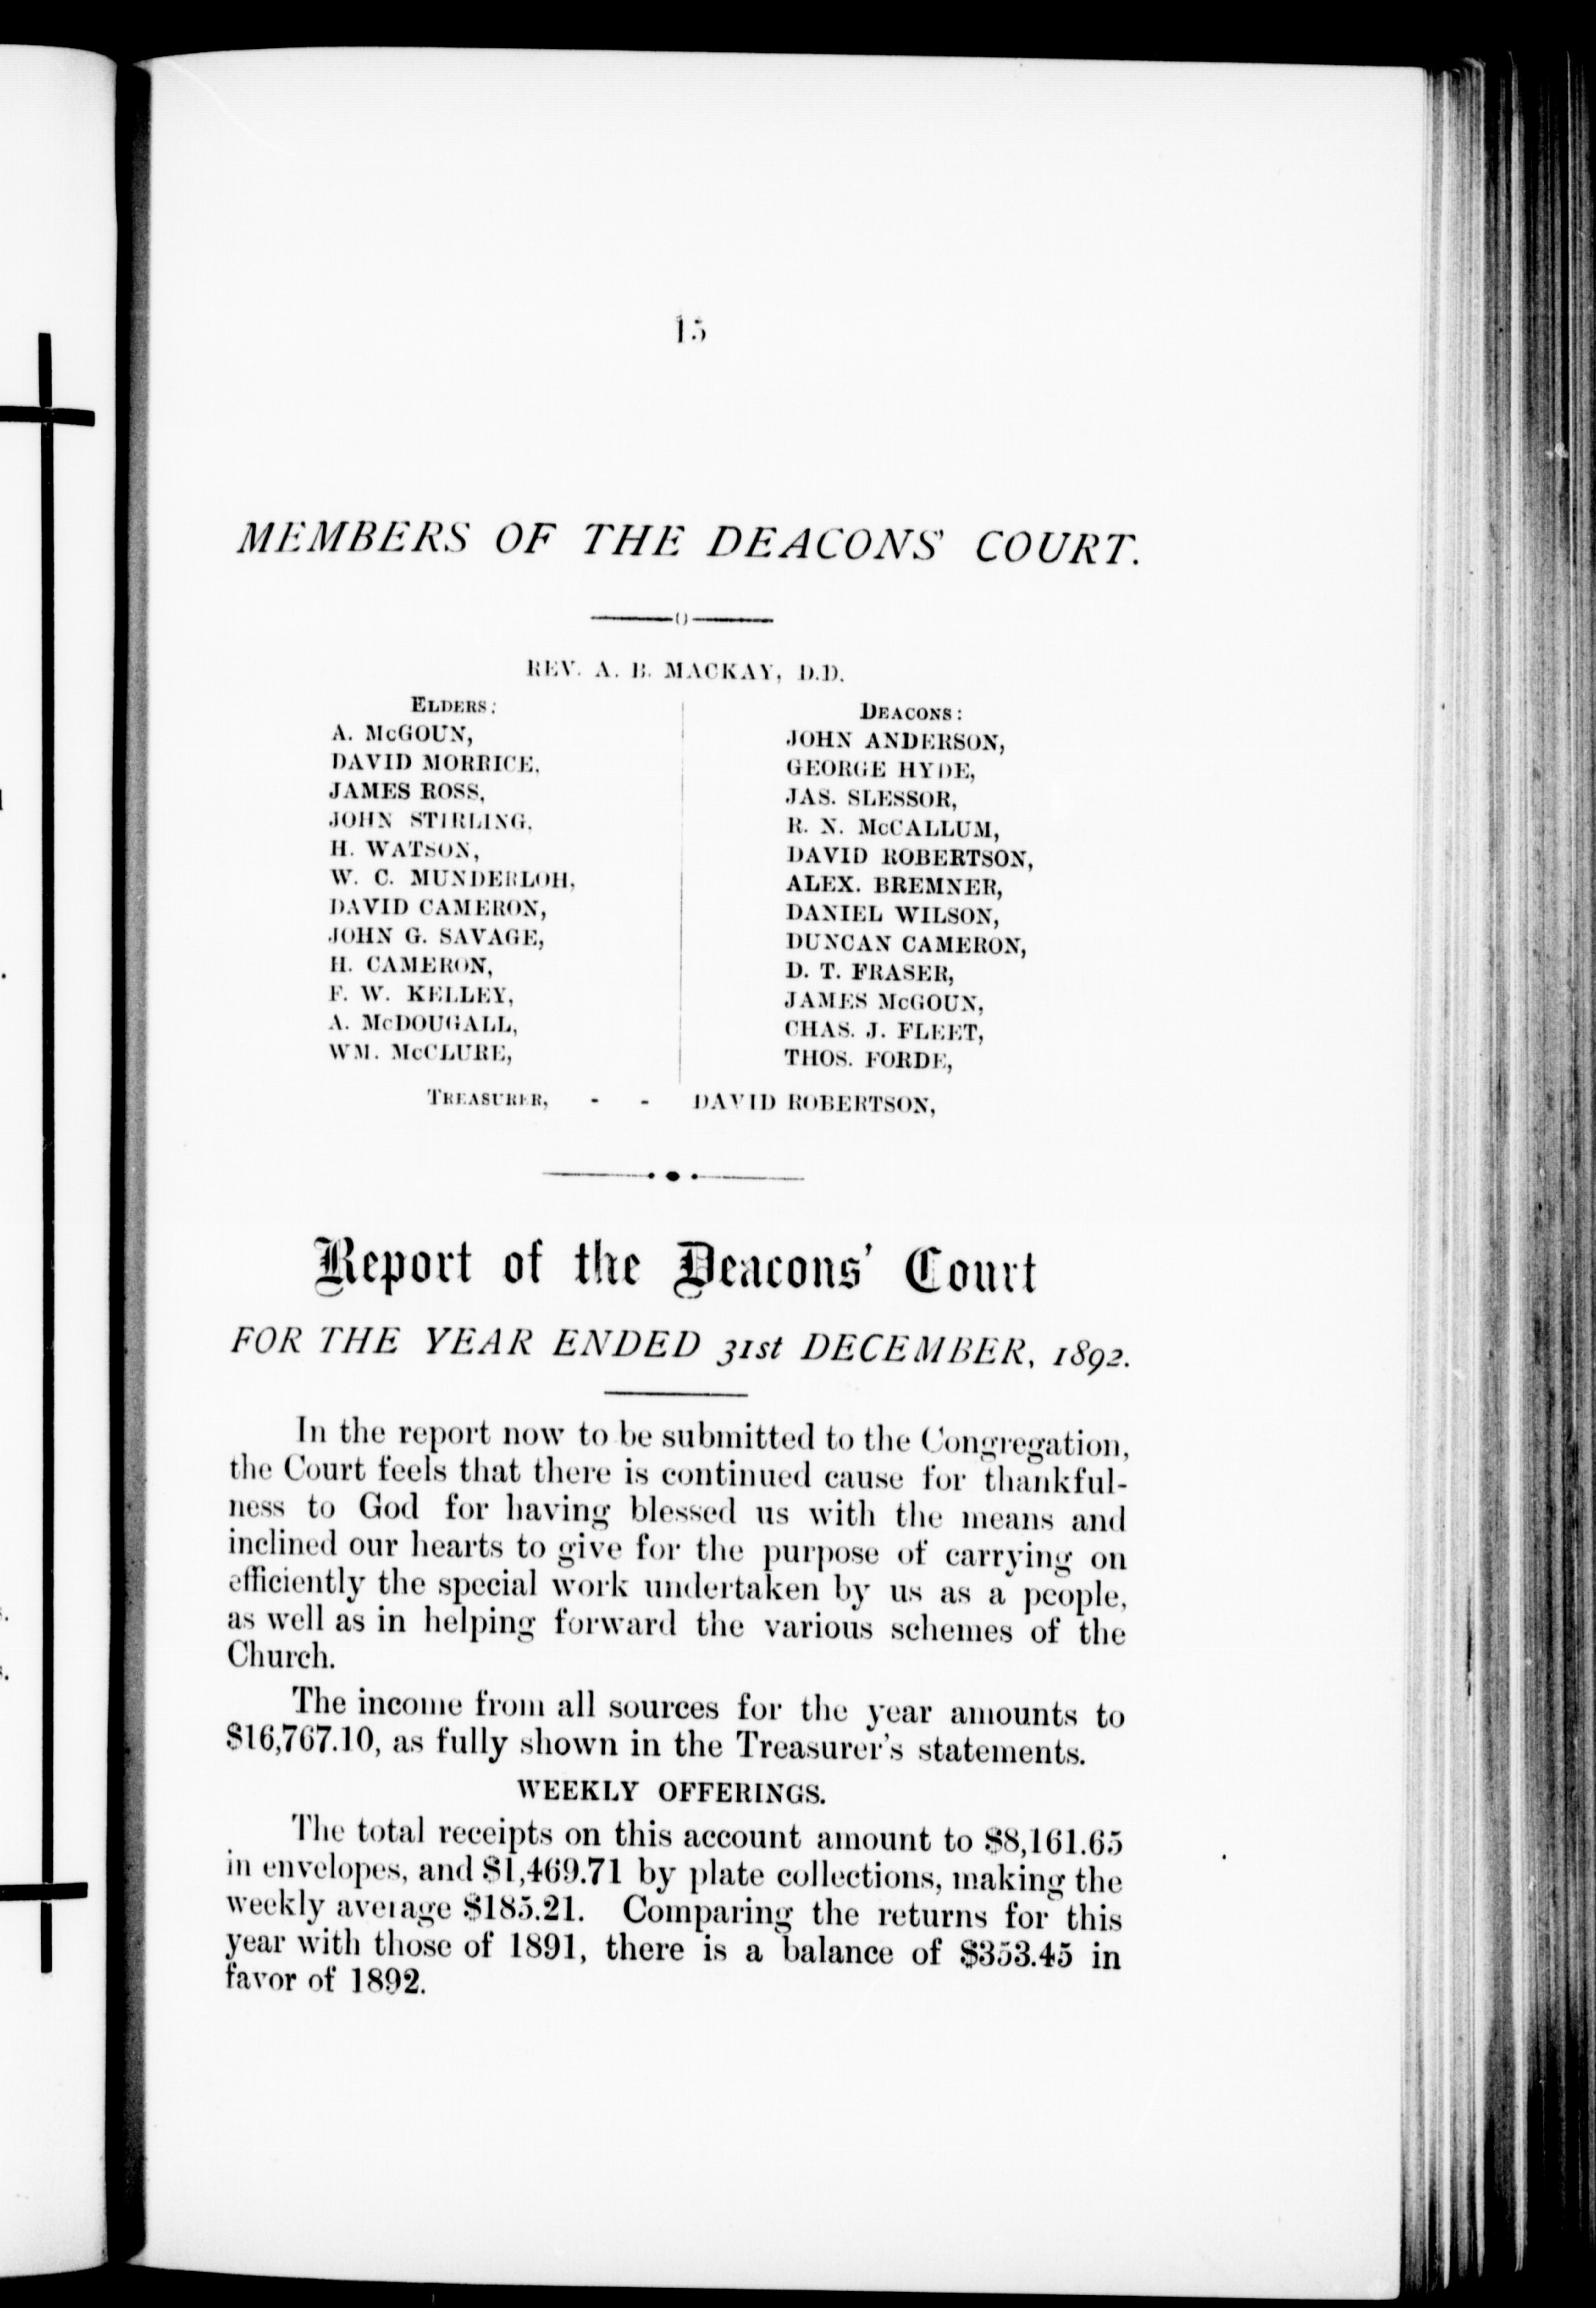 15
MEMBERS OF THE DEACONS' COURT.
REV. A. B. MACKAY, D.D.
ELDERS:
A. McGOUN,
DAVID MORRICE,
JAMES ROSS,
JOHN STIRLING,
H. WATSON,
W. C. MUNDERLOH,
DAVID CAMERON,
JOHN G. SAVAGE,
H. CAMERON,
F. W. KELLEY,
A. McDOUGALL,
WM. McCLURE,
DEACONS:
JOHN ANDERSON,
GEORGE HYDE,
JAS. SLESSOR,
R. N. McCALLUM,
DAVID ROBERTSON,
ALEX. BREMNER,
DANIEL WILSON,
DUNCAN CAMERON,
D. T. FRASER,
JAMES McGOUN,
CHAS. J. FLEET,
THOS. FORDE,
TREASURER, - - DAVID ROBERTSON,
Report of the Deacons' Court
FOR THE YEAR ENDED 31st DECEMBER, 1892.
In the report now to be submitted to the Congregation,
the Court feels that there is continued cause for thankful-
ness to God for having blessed us with the means and
inclined our hearts to give for the purpose of carrying on
efficiently the special work undertaken by us as a people,
as well as in helping forward the various schemes of the
Church.
The income from all sources for the year amounts to
$16,767.10, as fully shown in the Treasurer's statements.
WEEKLY OFFERINGS.
The total receipts on this account amount to $8,161.65
in envelopes, and $1,469.71 by plate collections, making the
weekly average $185.21. Comparing the returns for this
year with those of 1891, there is a balance of $353.45 in
favor of 1892.